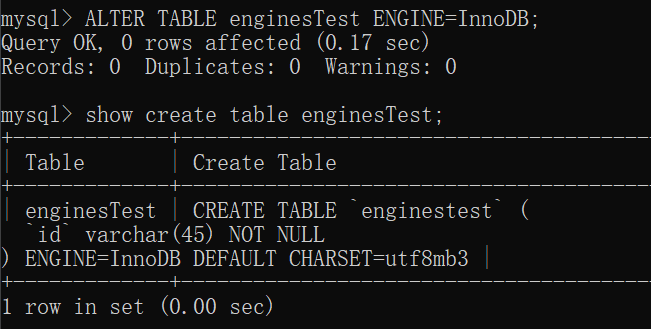 mysql> ALTER TABLE enginesTest ENGINE=InnoDB;
Query OK, 0 rows affected (0.17 sec)
Records: 0  Duplicates: 0  Warnings: 0
mysql> show create table enginesTest;
+-------------+---------------------------------------
| Table       | Create Table
+-------------+---------------------------------------
| enginesTest | CREATE TABLE `enginestest` (
  `id` varchar(45) NOT NULL
) ENGINE=InnoDB DEFAULT CHARSET=utf8mb3 |
+-------------+---------------------------------------
1 row in set (0.00 sec)